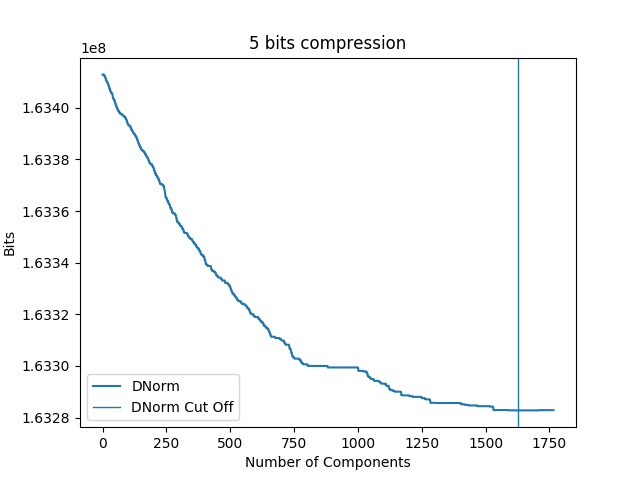 5 bits compression
1e8
1.6340
1.6338
1.6336
1.6334
1.6332
1.6330
1.6328
Bits
DNorm
DNorm Cut Off
0 250 500 750 1000 1250 1500 1750
Number of Components